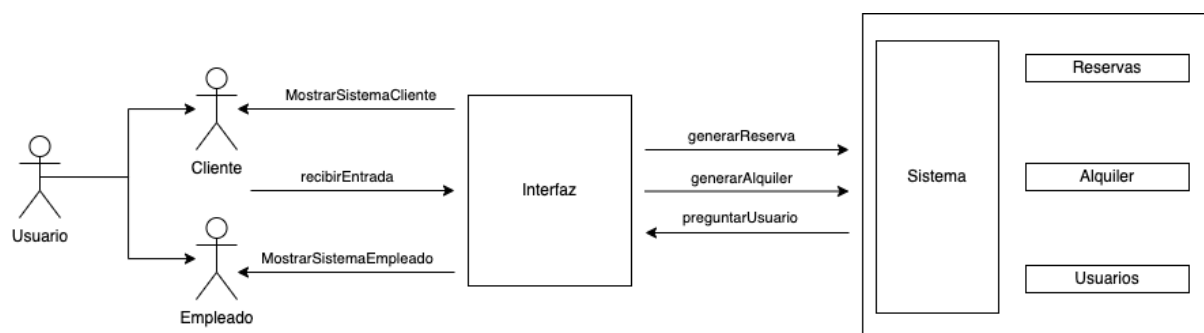 Usuario
Cliente
Empleado
MostrarSistemaCliente
recibirEntrada
MostrarSistemaEmpleado
Interfaz
generarReserva
generarAlquiler
preguntarUsuario
Sistema
Reservas
Alquiler
Usuarios